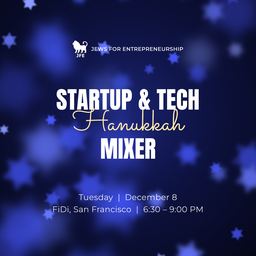 JFE
JEWS FOR ENTREPRENEURSHIP
STARTUP & TECH
Hanukkah
MIXER
Tuesday | December 8
FiDi, San Francisco | 6:30 – 9:00 PM